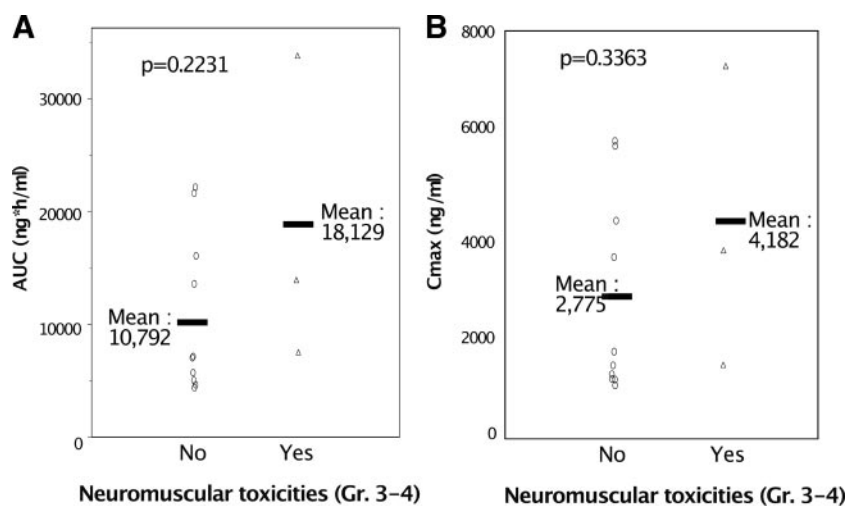 A
p=0.2231
30000
20000
10000
0
AUC (ng*h/ml)
Mean :
18,129
Mean :
10,792
No
Yes
Neuromuscular toxicities (Gr. 3-4)
B
8000
p=0.3363
6000
4000
2000
0
Cmax (ng/ml)
Mean :
4,182
Mean :
2,775
No
Yes
Neuromuscular toxicities (Gr. 3-4)